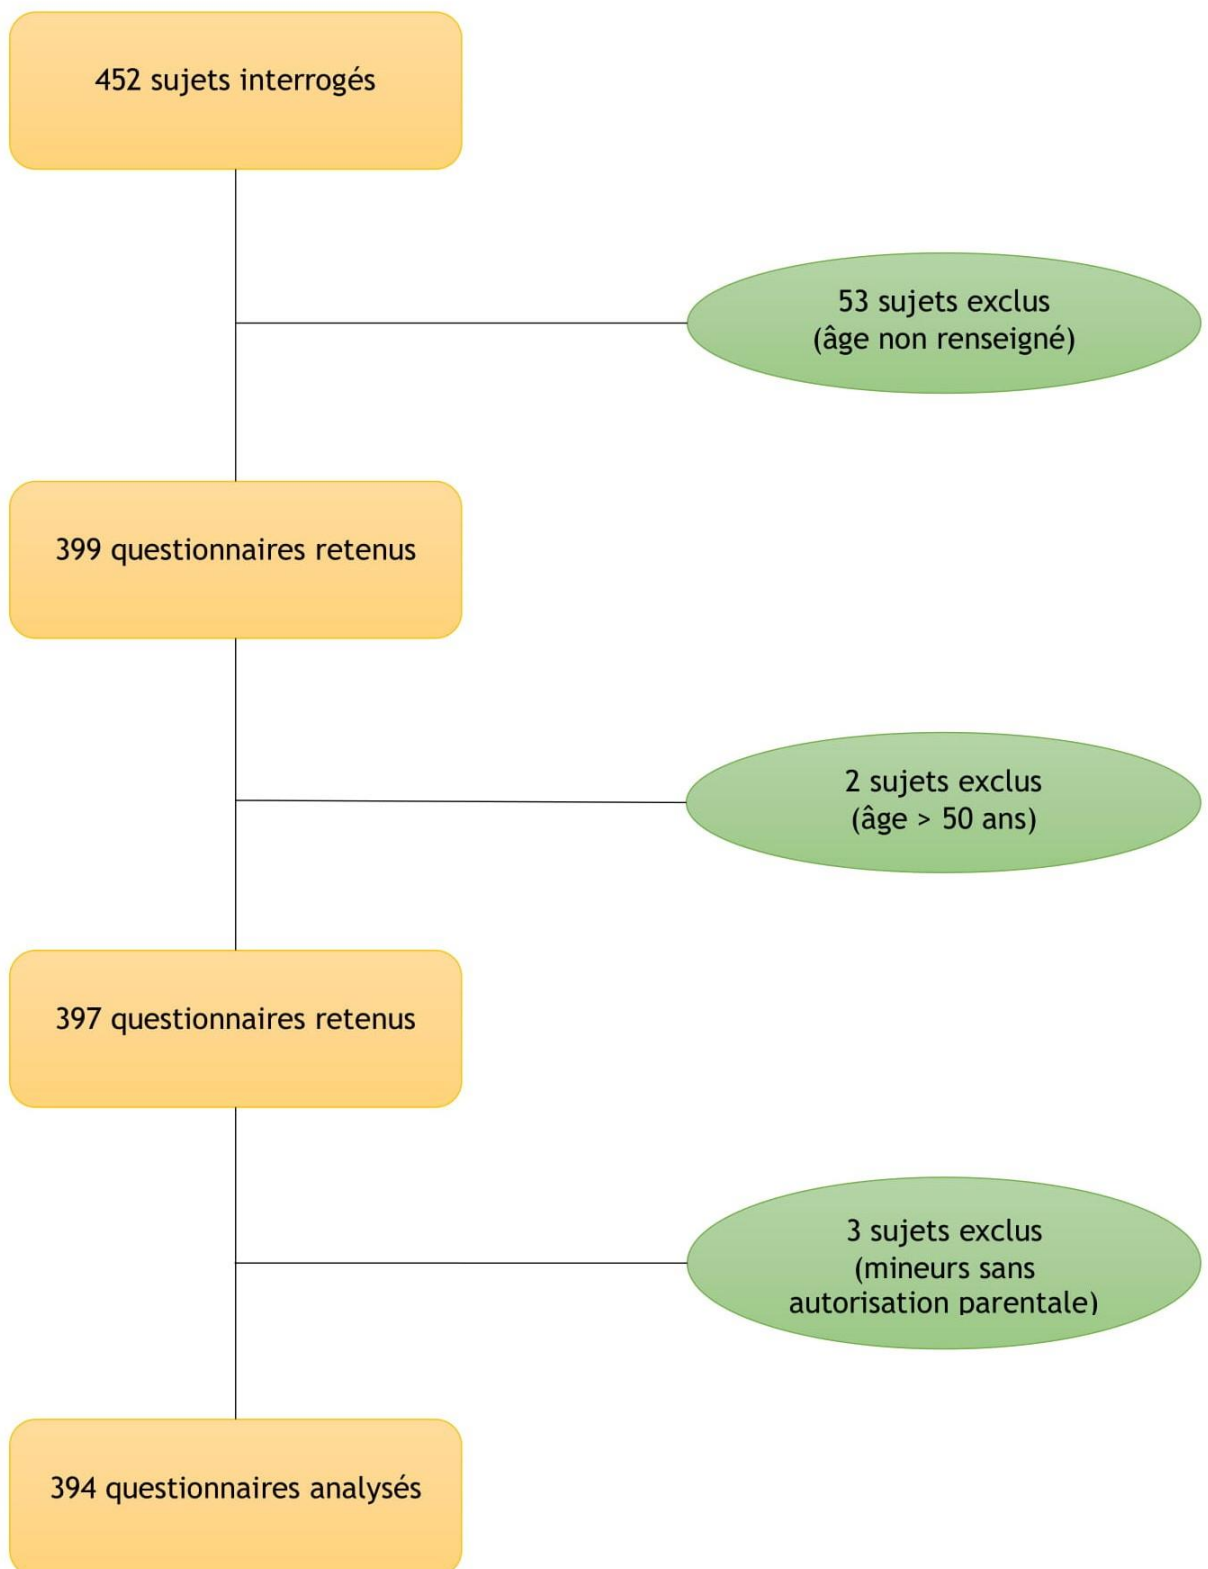 452 sujets interrogés
53 sujets exclus
(âge non renseigné)
399 questionnaires retenus
2 sujets exclus
(âge > 50 ans)
397 questionnaires retenus
3 sujets exclus
(mineurs sans
autorisation parentale)
394 questionnaires analysés